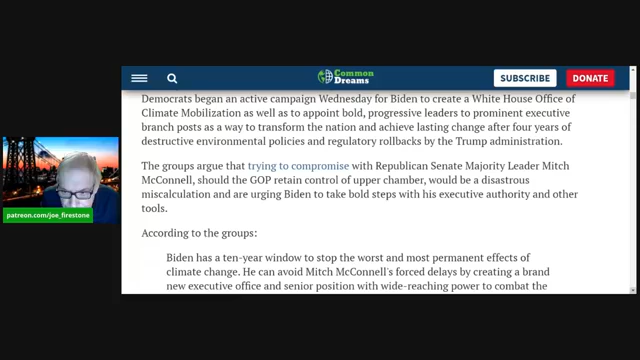 Common
Dreams
SUBSCRIBE
DONATE
Democrats began an active campaign Wednesday for Biden to create a White House Office of
Climate Mobilization as well as to appoint bold, progressive leaders to prominent executive
branch posts as a way to transform the nation and achieve lasting change after four years of
destructive environmental policies and regulatory rollbacks by the Trump administration.
The groups argue that trying to compromise with Republican Senate Majority Leader Mitch
McConnell, should the GOP retain control of upper chamber, would be a disastrous
miscalculation and are urging Biden to take bold steps with his executive authority and other
tools.
According to the groups:
Biden has a ten-year window to stop the worst and most permanent effects of
climate change. He can avoid Mitch McConnell's forced delays by creating a brand
new executive office and senior position with wide-reaching power to combat the
patreon.com/joe_firestone